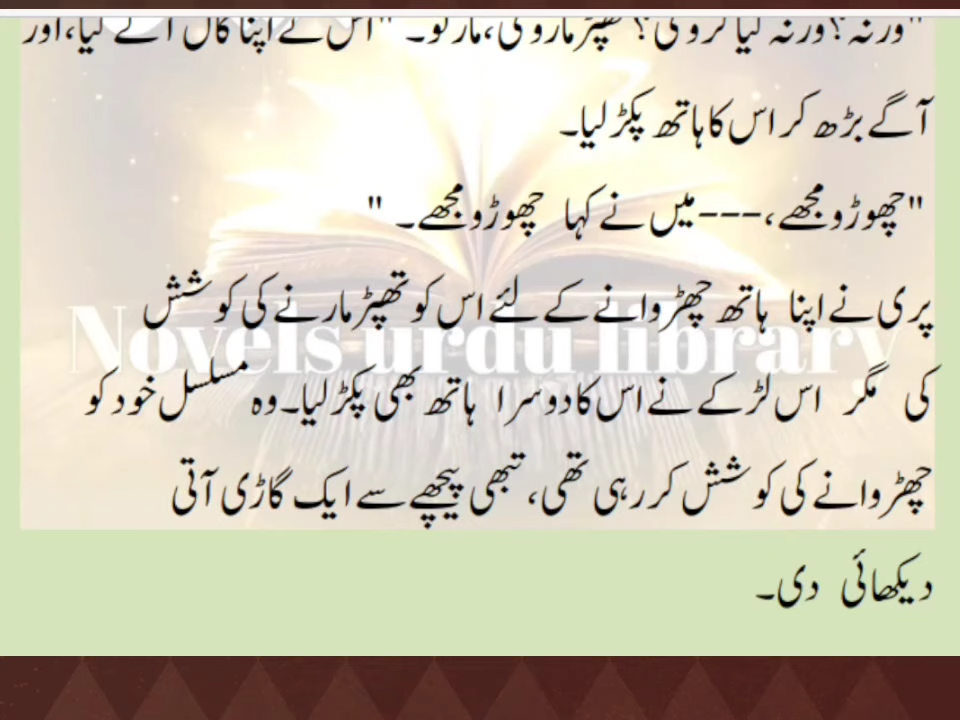 "ورنہ؟ ورنہ کیا کرو گی؟ تھپڑ مارو گی، مار لو۔ "اس نے اپنا گال آگے کیا، اور
آگے بڑھ کر اس کا ہاتھ پکڑ لیا۔
"چھوڑو مجھے،--- میں نے کہا چھوڑو مجھے۔ "
پری نے اپنا ہاتھ چھڑوانے کے لئے اس کو تھپڑ مارنے کی کوشش
کی مگر اس لڑکے نے اس کا دوسرا ہاتھ بھی پکڑ لیا۔ وہ مسلسل خود کو
چھڑوانے کی کوشش کر رہی تھی، تبھی پیچھے سے ایک گاڑی آتی
دیکھائی دی۔
Novels urdu library